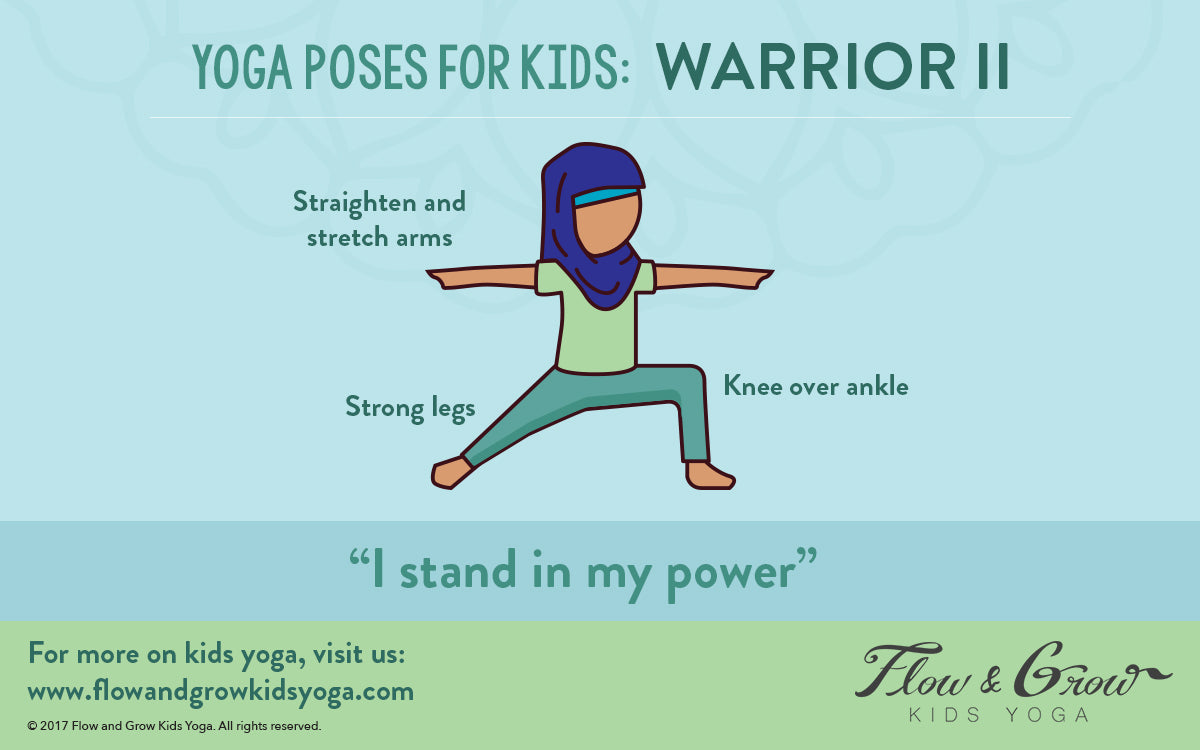 YOGA POSES FOR KIDS: WARRIOR II
Straighten and
stretch arms
Knee over ankle
Strong legs
“I stand in my power”
For more on kids yoga, visit us:
www.flowandgrowkidsyoga.com
© 2017 Flow and Grow Kids Yoga. All rights reserved.
Flow & Grow
KIDS YOGA